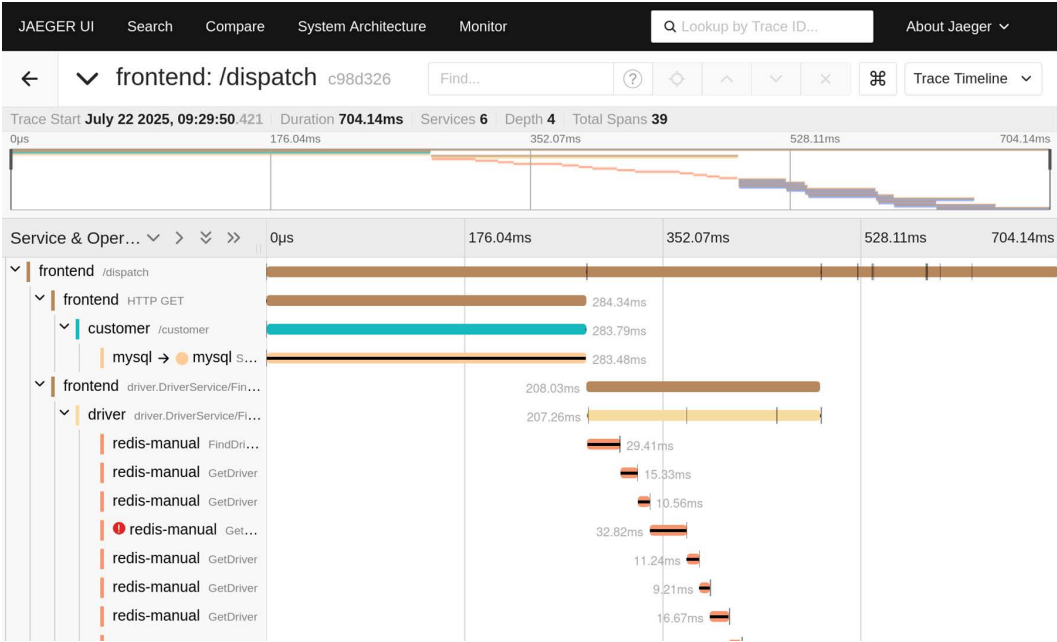 JAEGER UI Search Compare System Architecture Monitor Lookup by Trace ID... About Jaeger
frontend: /dispatch c98d326 Find... Trace Timeline
Trace Start July 22 2025, 09:29:50.421 Duration 704.14ms Services 6 Depth 4 Total Spans 39
0μs 176.04ms 352.07ms 528.11ms 704.14ms
Service & Oper... 0μs 176.04ms 352.07ms 528.11ms 704.14ms
frontend /dispatch
frontend HTTP GET 284.34ms
customer /customer 283.79ms
mysql → mysql S... 283.48ms
frontend driver.DriverService/Fin... 208.03ms
driver driver.DriverService/Fi... 207.26ms
redis-manual FindDri... 29.41ms
redis-manual GetDriver 15.33ms
redis-manual GetDriver 10.56ms
redis-manual Get... 32.82ms
redis-manual GetDriver 11.24ms
redis-manual GetDriver 9.21ms
redis-manual GetDriver 16.67ms